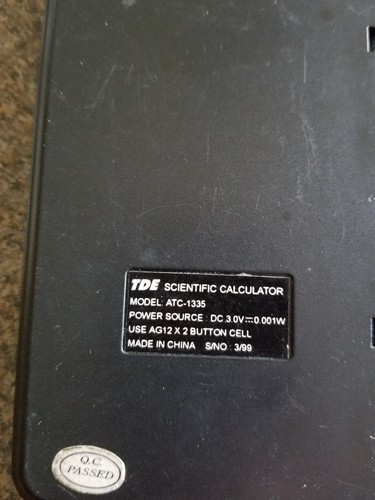 TDE SCIENTIFIC CALCULATOR
MODEL: ATC-1335
POWER SOURCE : DC 3.0V⎓0.001W
USE AG12 X 2 BUTTON CELL
MADE IN CHINA S/NO : 3/99
Q.C.
PASSED